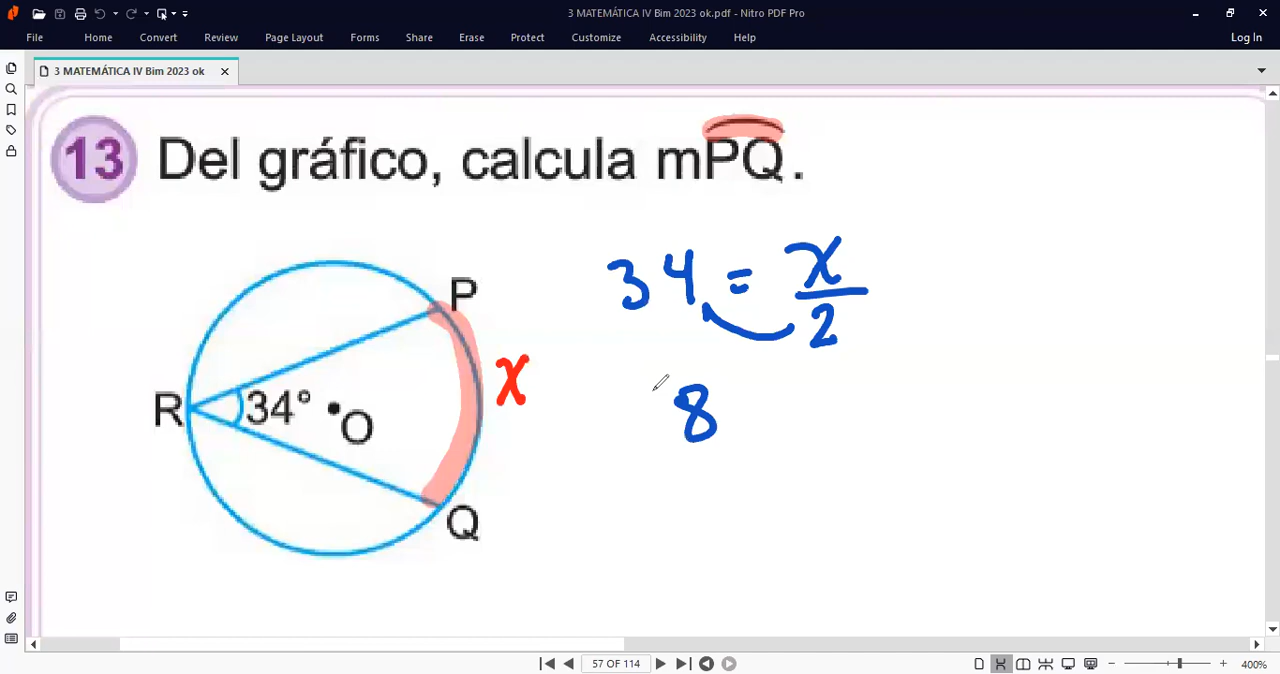 3 MATEMÁTICA IV Bim 2023 ok.pdf - Nitro PDF Pro
File Home Convert Review Page Layout Forms Share Erase Protect Customize Accessibility Help Log In
3 MATEMÁTICA IV Bim 2023 ok
13 Del gráfico, calcula mPQ.
34 = x/2
P
x
8
R 34° O
Q
57 OF 114 400%